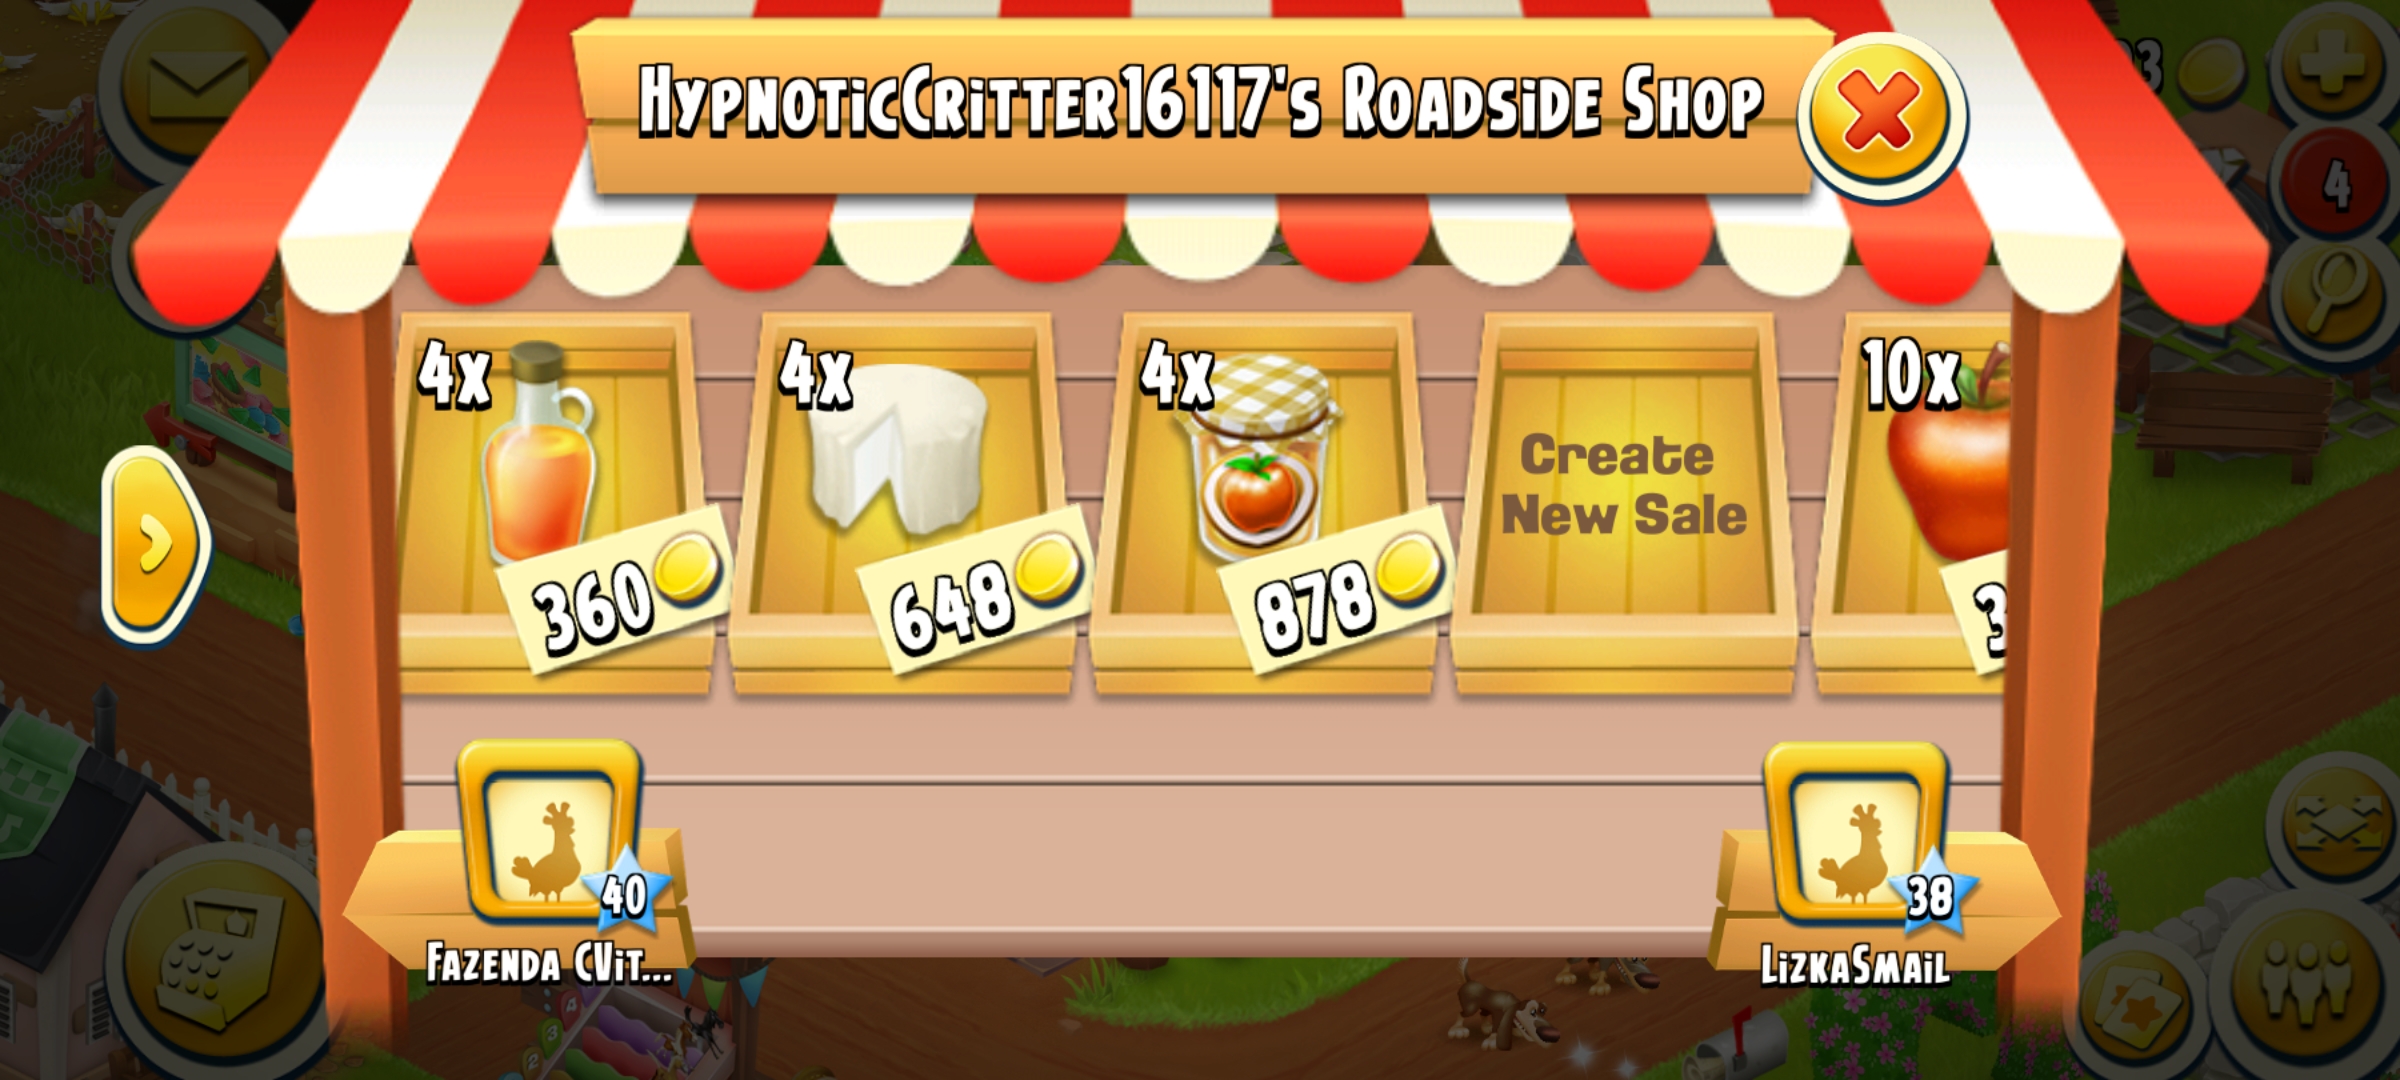 HypnoticCritter16117's Roadside Shop
4x
4x
4x
10x
Create
New Sale
360
648
878
3
40
38
Fazenda CVit...
LizkaSmail
4